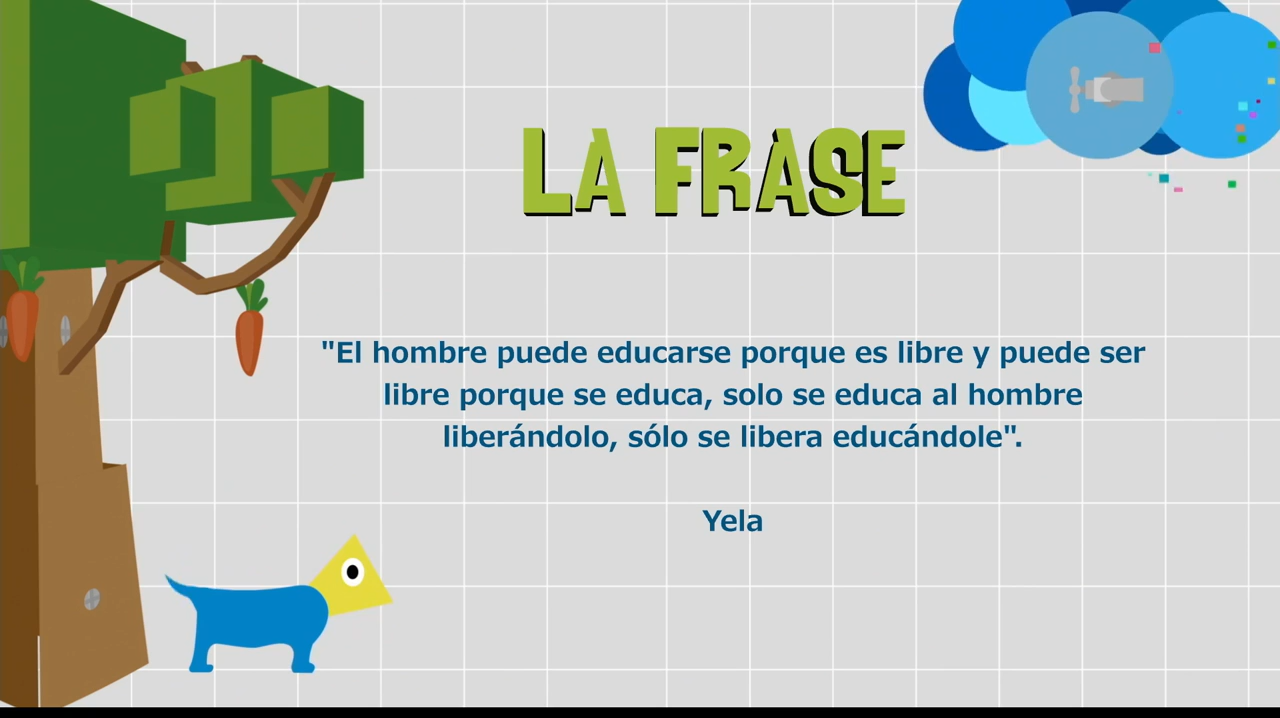 LA FRASE
"El hombre puede educarse porque es libre y puede ser
libre porque se educa, solo se educa al hombre
liberándolo, sólo se libera educándole".
Yela